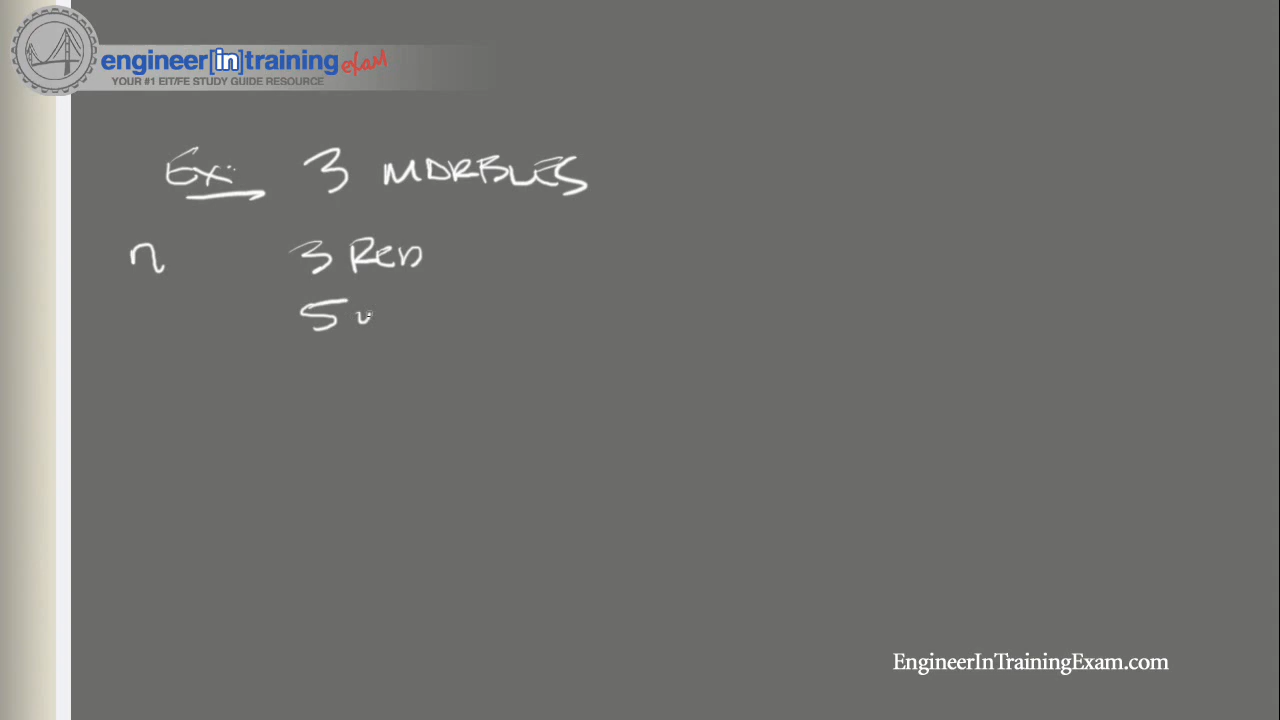 engineer[in]training exam
YOUR #1 EIT/FE STUDY GUIDE RESOURCE
Ex: 3 MARBLES
n 3 RED
5
EngineerInTrainingExam.com